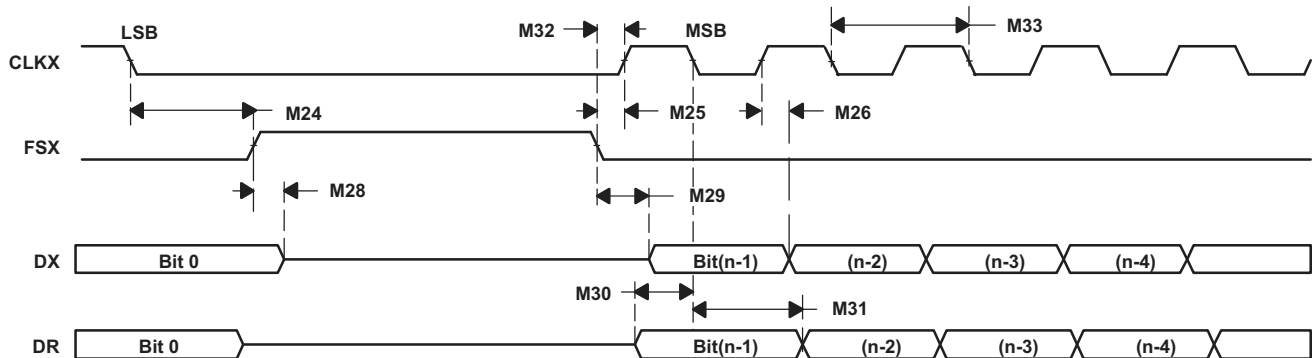 LSB
M32
MSB
M33
CLKX
M24
M25
M26
FSX
M28
M29
DX
Bit 0
Bit(n-1)
(n-2)
(n-3)
(n-4)
M30
M31
DR
Bit 0
Bit(n-1)
(n-2)
(n-3)
(n-4)